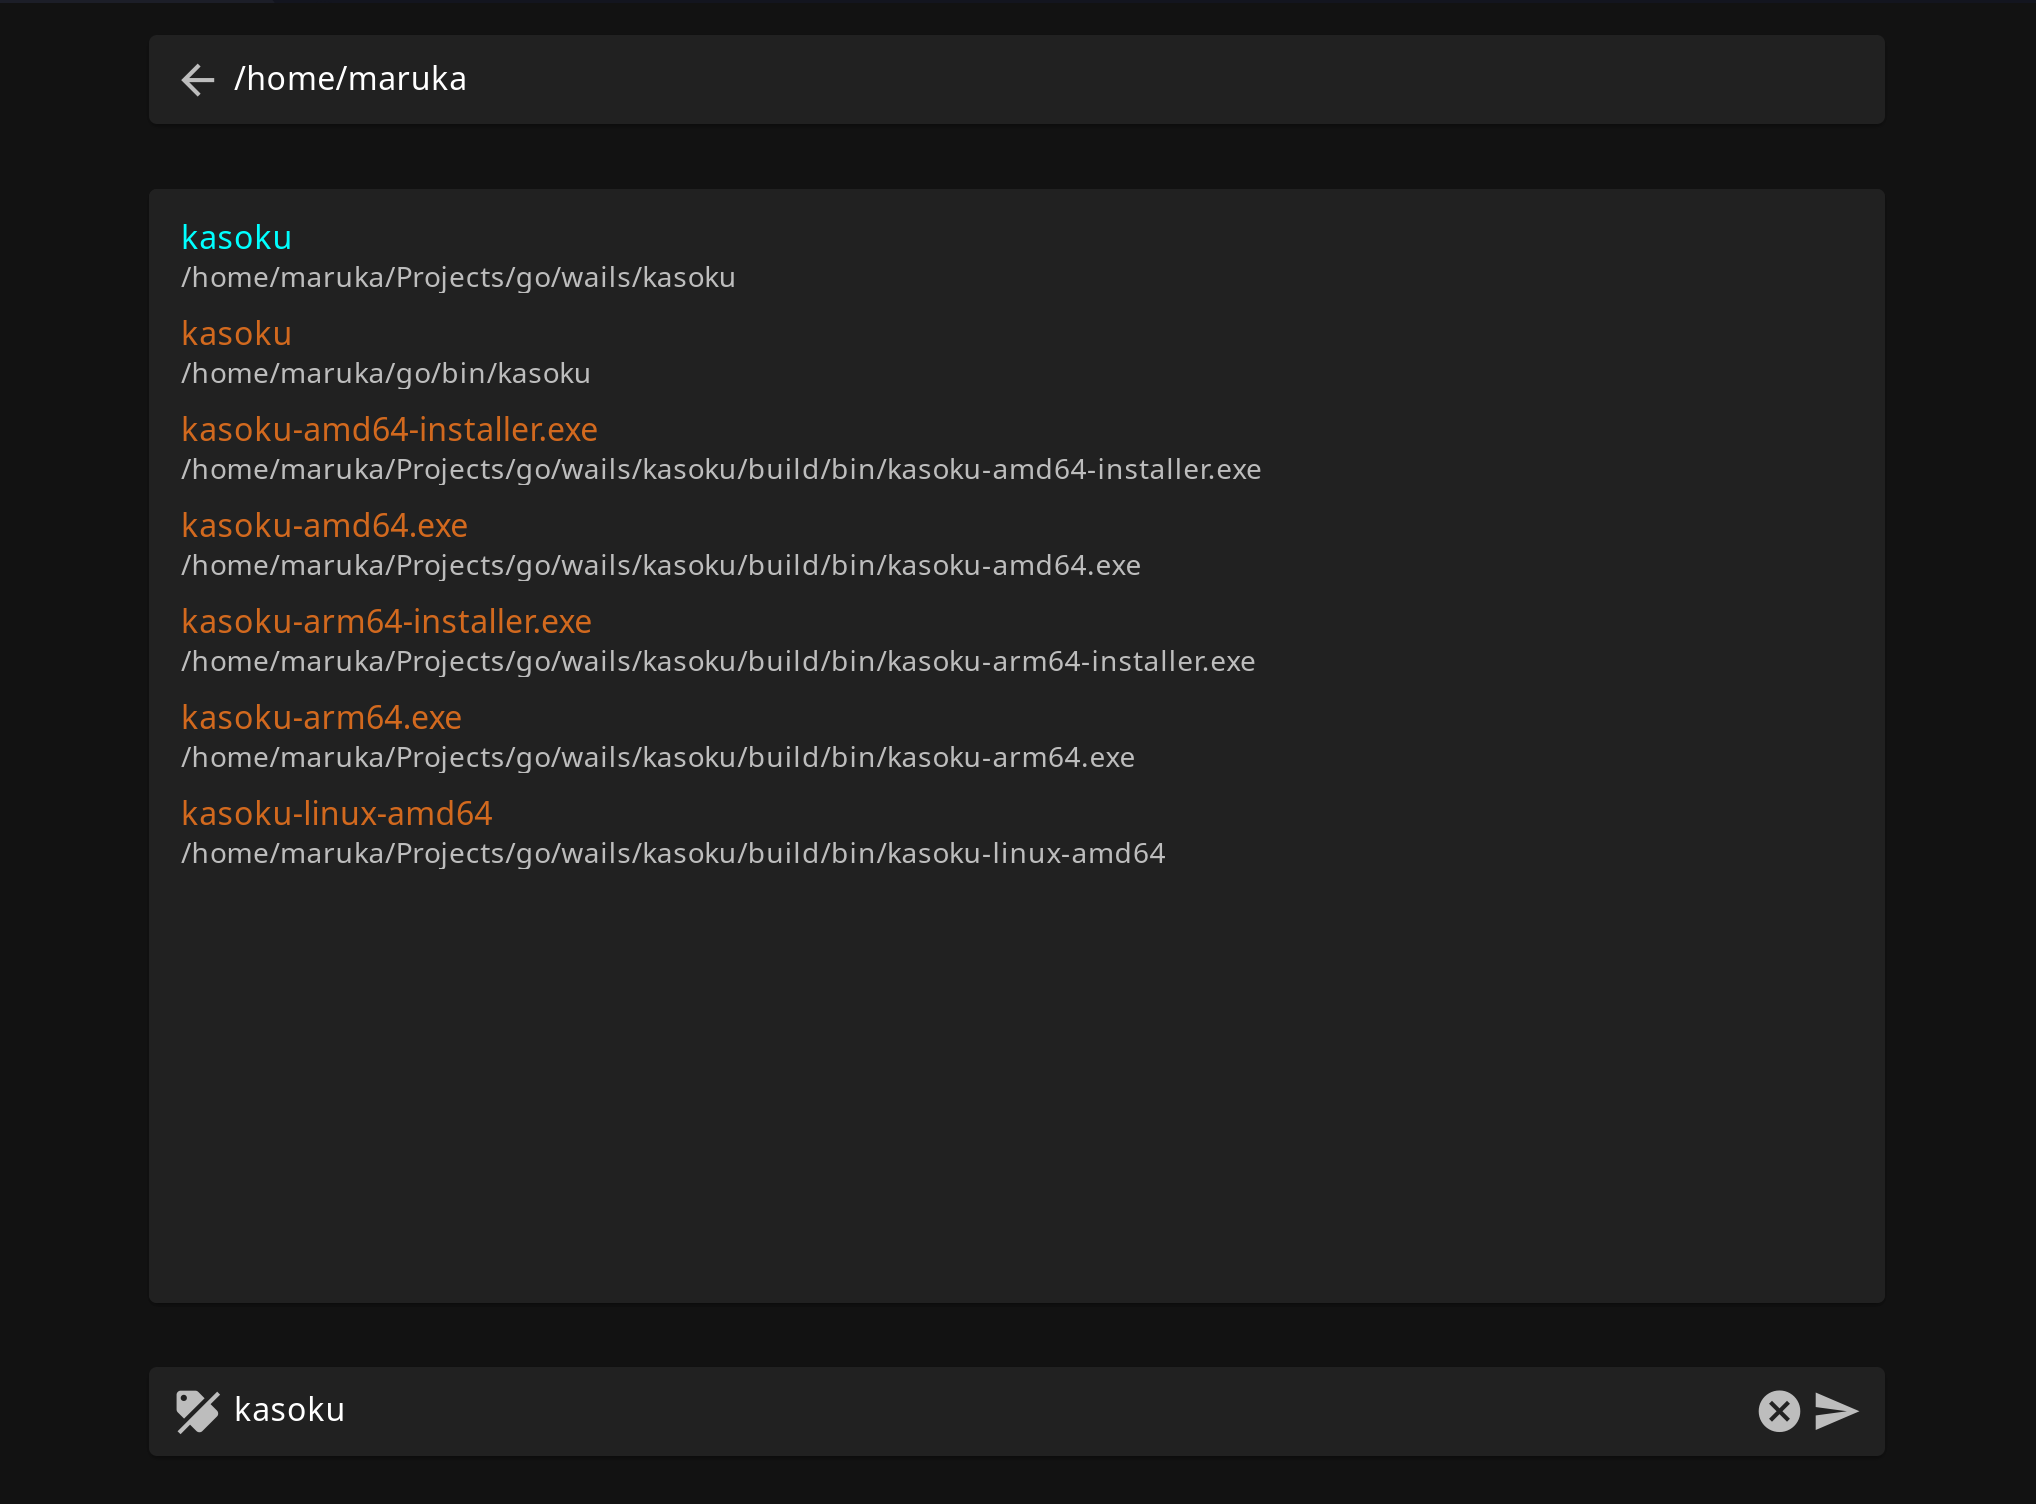 /home/maruka
kasoku
/home/maruka/Projects/go/wails/kasoku
kasoku
/home/maruka/go/bin/kasoku
kasoku-amd64-installer.exe
/home/maruka/Projects/go/wails/kasoku/build/bin/kasoku-amd64-installer.exe
kasoku-amd64.exe
/home/maruka/Projects/go/wails/kasoku/build/bin/kasoku-amd64.exe
kasoku-arm64-installer.exe
/home/maruka/Projects/go/wails/kasoku/build/bin/kasoku-arm64-installer.exe
kasoku-arm64.exe
/home/maruka/Projects/go/wails/kasoku/build/bin/kasoku-arm64.exe
kasoku-linux-amd64
/home/maruka/Projects/go/wails/kasoku/build/bin/kasoku-linux-amd64
kasoku